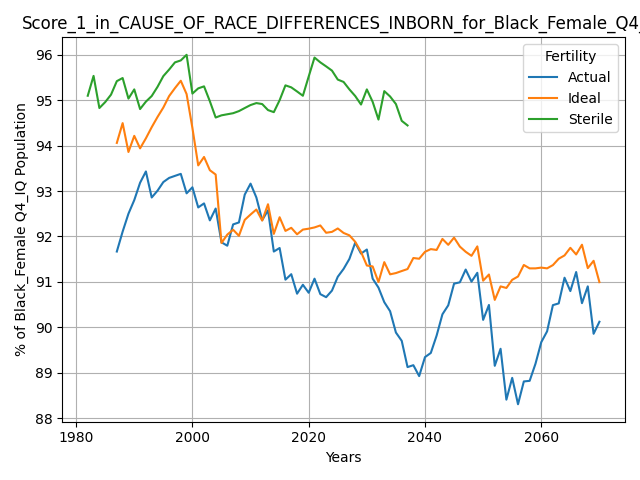 Score_1_in_CAUSE_OF_RACE_DIFFERENCES_INBORN_for_Black_Female_Q4_
96
95
94
93
92
91
90
89
88
% of Black_Female Q4_IQ Population
Fertility
Actual
Ideal
Sterile
1980 2000 2020 2040 2060
Years